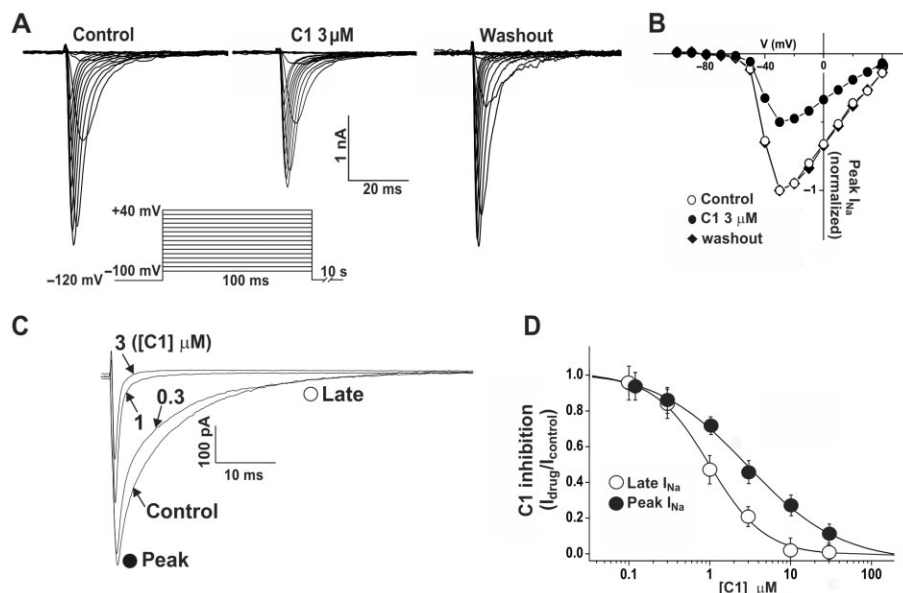 A
Control
C1 3 μM
Washout
1 nA
20 ms
+40 mV
−100 mV
−120 mV
100 ms
10 s
B
V (mV)
−80
−40
0
−1
Peak INa
(normalized)
Control
C1 3 μM
washout
C
3 ([C1] μM)
1
0.3
Late
100 pA
10 ms
Control
Peak
D
C1 inhibition
(Idrug/Icontrol)
1.0
0.8
0.6
0.4
0.2
0.0
Late INa
Peak INa
0.1
1
10
100
[C1] μM